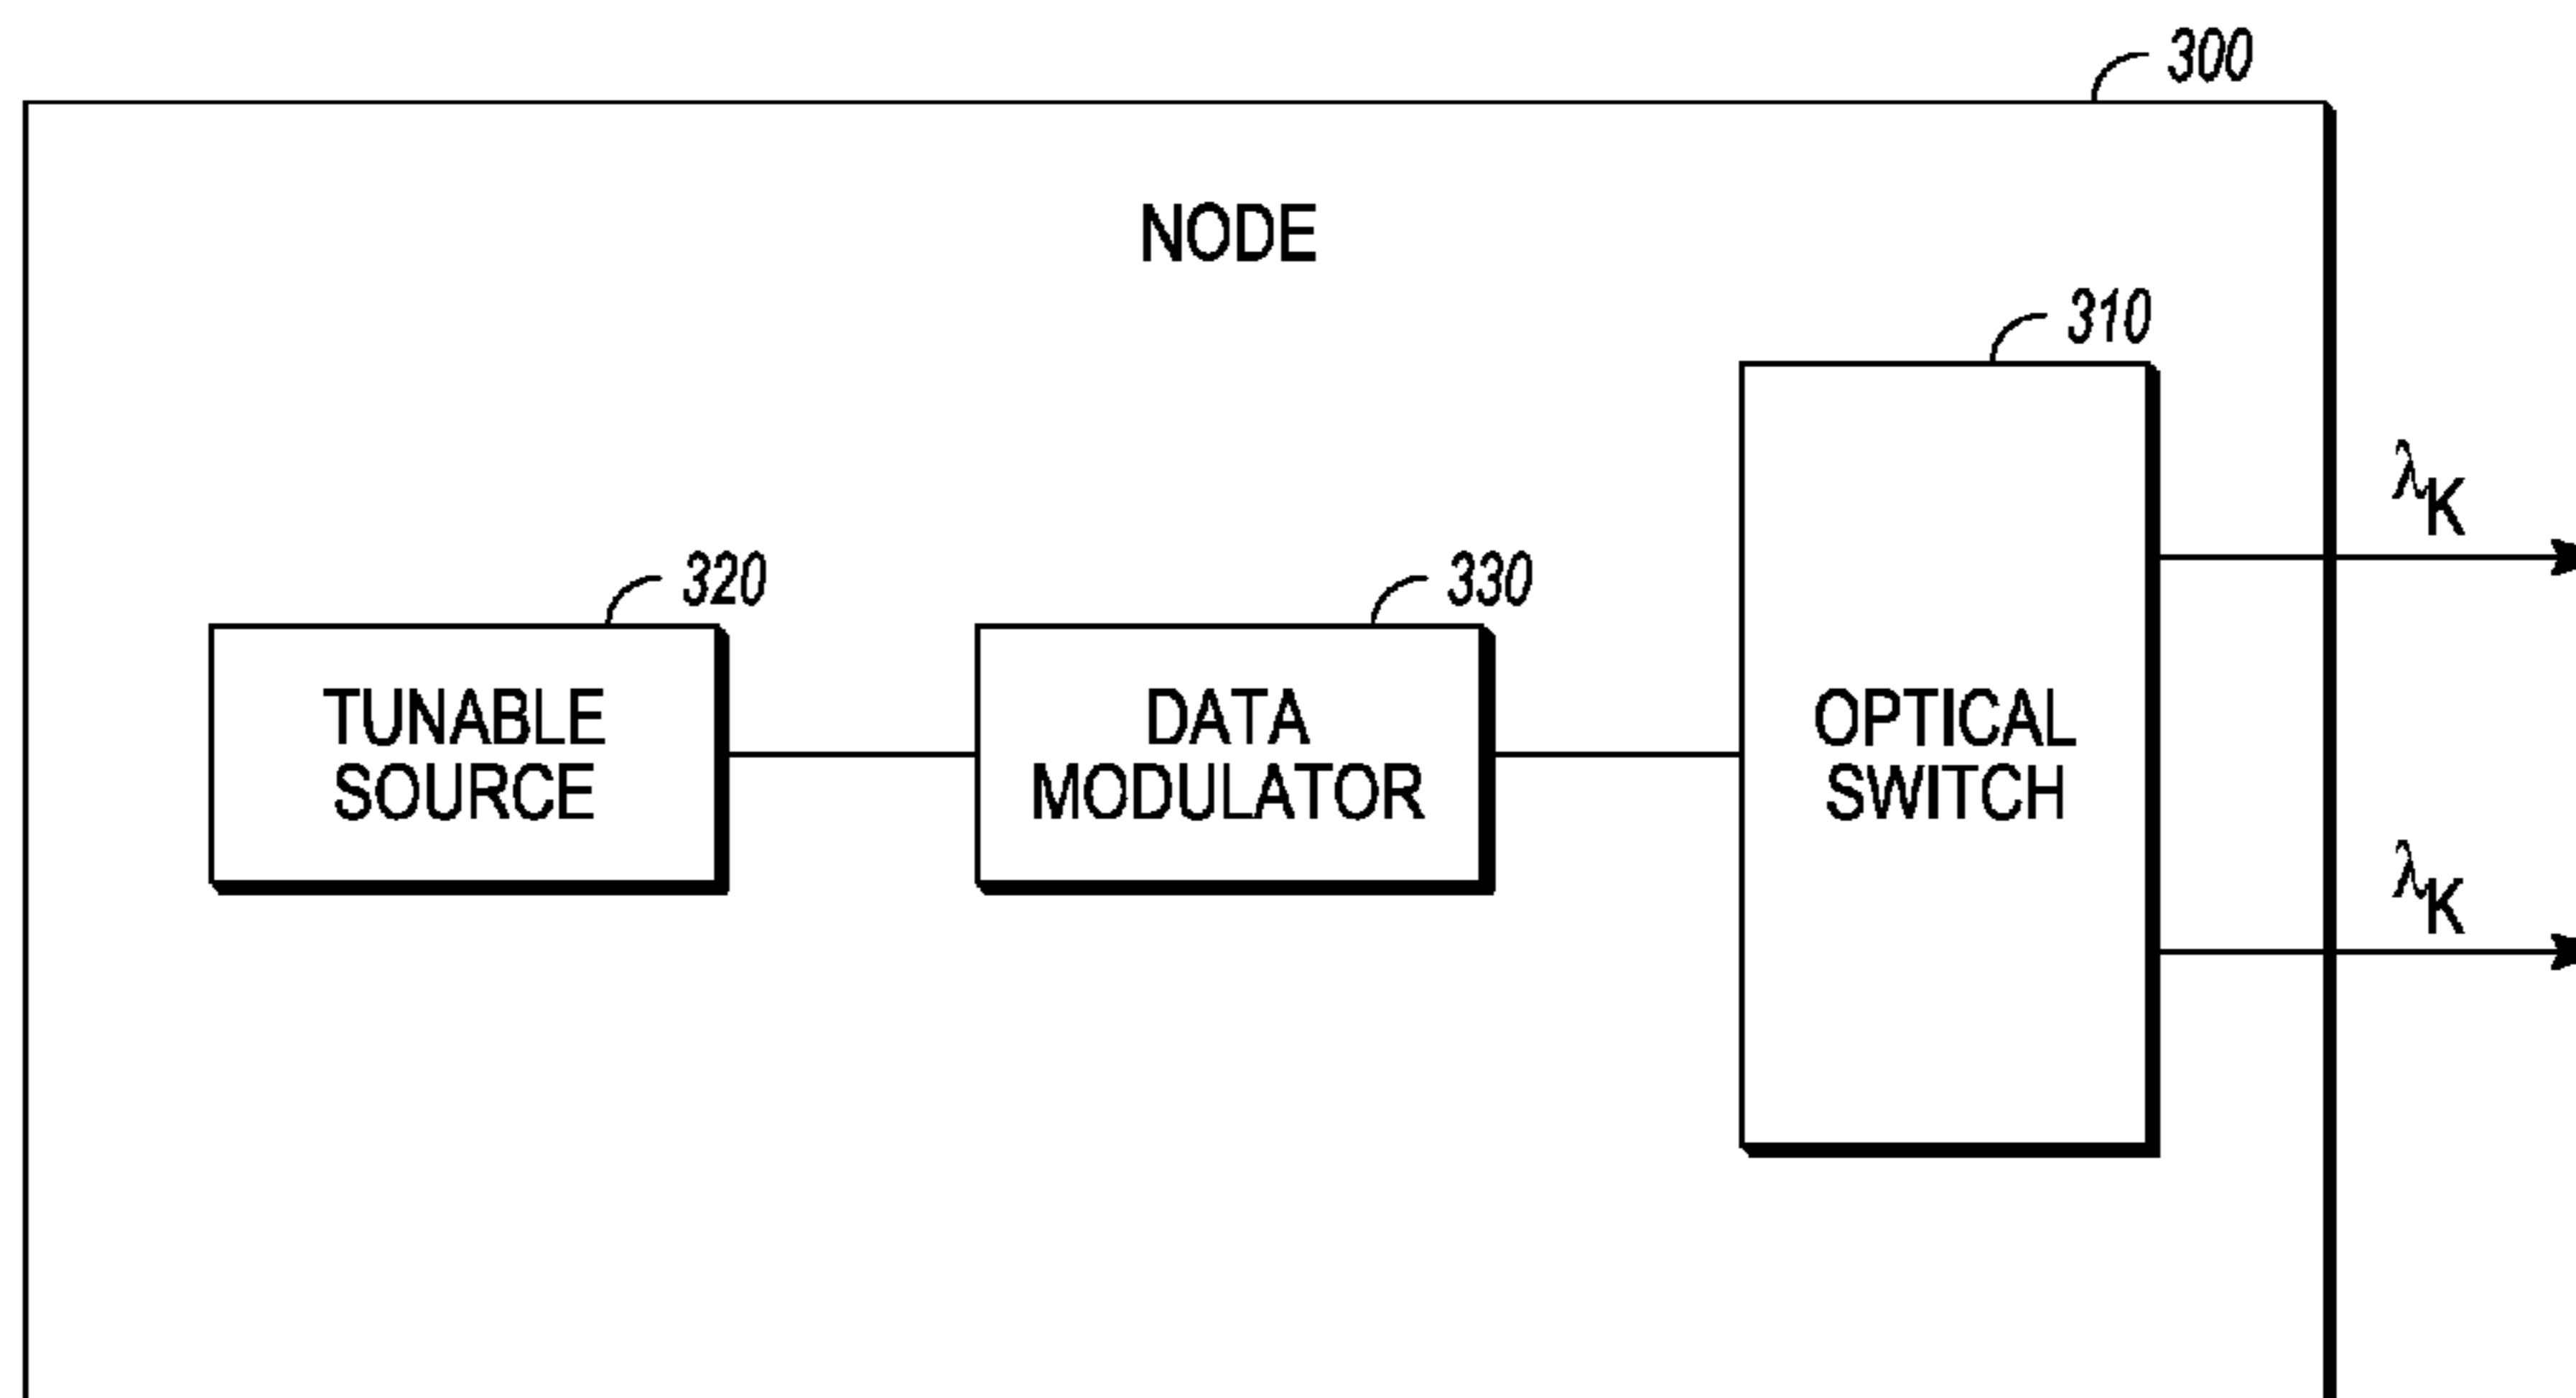 300
NODE
310
λK
320
330
TUNABLE
SOURCE
DATA
MODULATOR
OPTICAL
SWITCH
λK